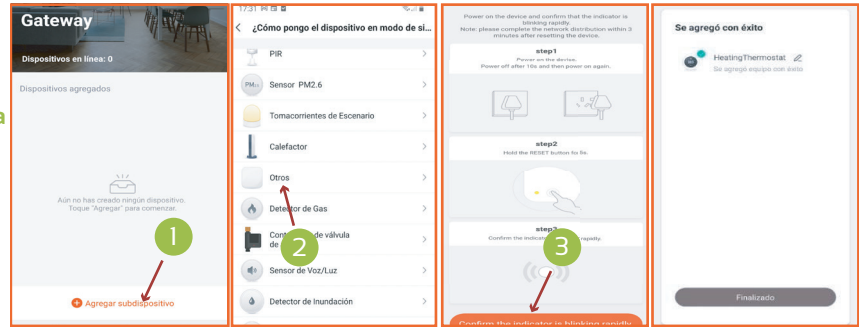 a
Gateway
Dispositivos en línea: 0
Dispositivos agregados
Aún no has creado ningún dispositivo.
Toque "Agregar" para comenzar.
1
Agregar subdispositivo
17:31
¿Cómo pongo el dispositivo en modo de si...
PIR
Sensor PM2.6
Tomacorrientes de Escenario
Calefactor
Otros
Detector de Gas
de válvula
de
2
Sensor de Voz/Luz
Detector de Inundación
Power on the device and confirm that the indicator is
blinking rapidly.
Note: please complete the network distribution within 3
minutes after resetting the device.
step1
Power on the device;
Power off after 10s and then power on again.
step2
Hold the RESET button for 5s.
step3
Confirm the indicator rapidly.
3
Confirm the indicator is blinking rapidly
Se agregó con éxito
HeatingThermostat
Se agregó equipo con éxito
Finalizado